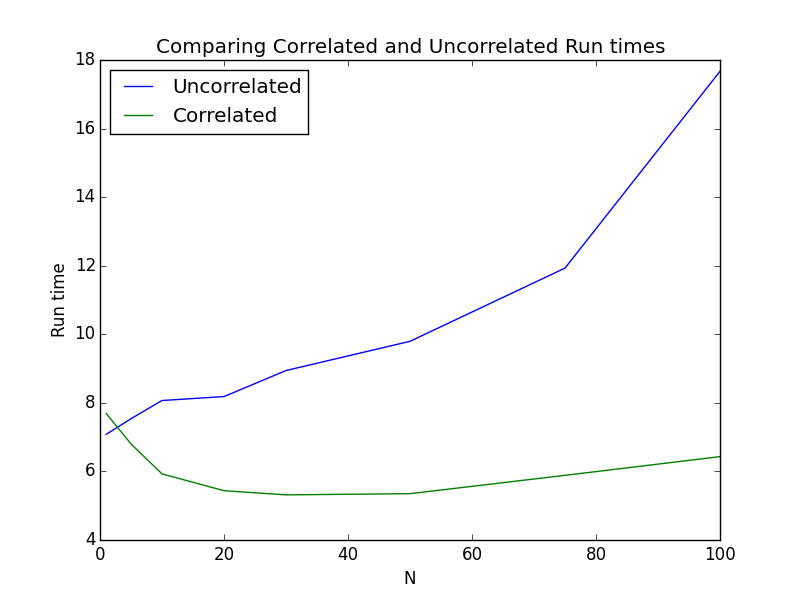 Comparing Correlated and Uncorrelated Run times
18
16
14
12
10
8
6
4
Run time
Uncorrelated
Correlated
0 20 40 60 80 100
N